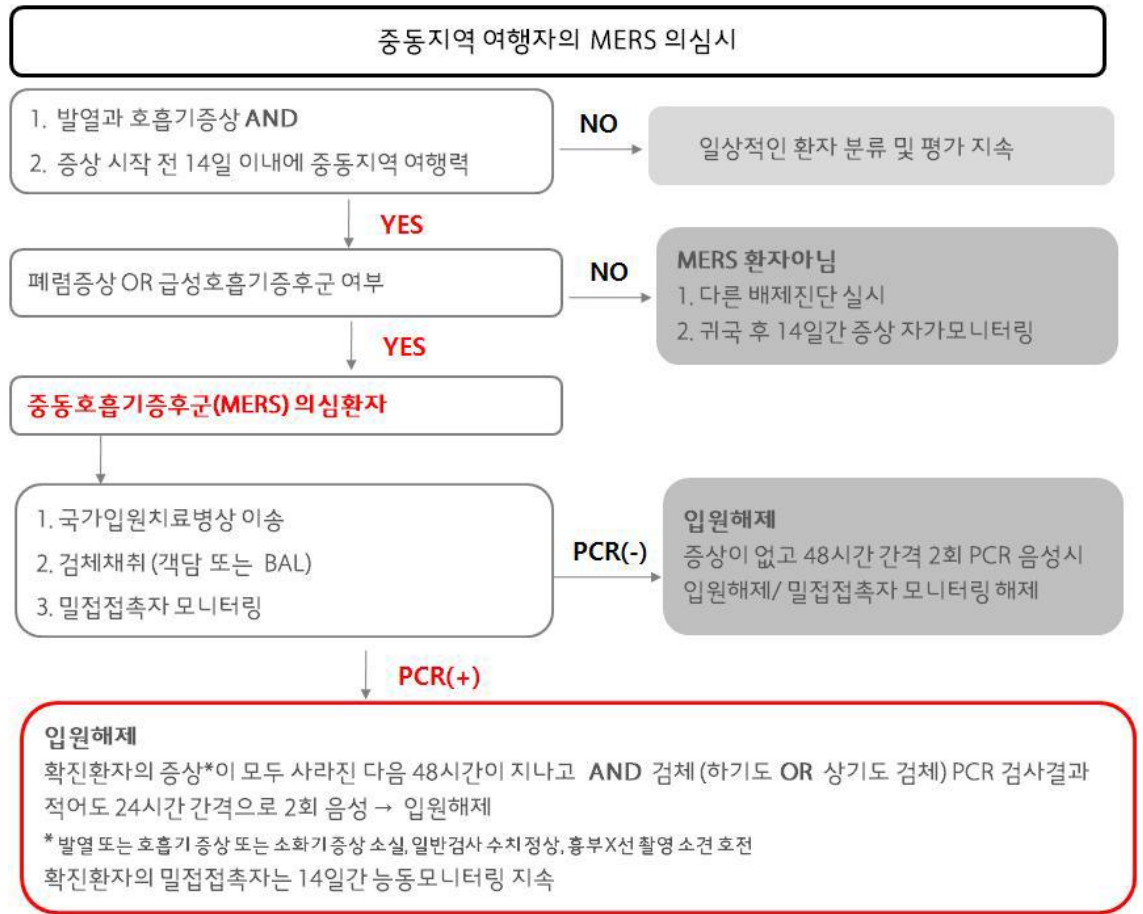 중동지역 여행자의 MERS 의심시
1. 발열과 호흡기증상 AND
2. 증상 시작 전 14일 이내에 중동지역 여행력
NO
일상적인 환자 분류 및 평가 지속
YES
폐렴증상 OR 급성호흡기증후군 여부
NO
MERS 환자아님
1. 다른 배제진단 실시
2. 귀국 후 14일간 증상 자가모니터링
YES
중동호흡기증후군(MERS) 의심환자
1. 국가입원치료병상 이송
2. 검체채취 (객담 또는 BAL)
3. 밀접접촉자 모니터링
PCR(-)
입원해제
증상이 없고 48시간 간격 2회 PCR 음성시
입원해제/ 밀접접촉자 모니터링 해제
PCR(+)
입원해제
확진환자의 증상*이 모두 사라진 다음 48시간이 지나고 AND 검체 (하기도 OR 상기도 검체) PCR 검사결과
적어도 24시간 간격으로 2회 음성 → 입원해제
* 발열 또는 호흡기 증상 또는 소화기 증상 소실, 일반검사 수치 정상, 흉부X선 촬영 소견 호전
확진환자의 밀접접촉자는 14일간 능동모니터링 지속